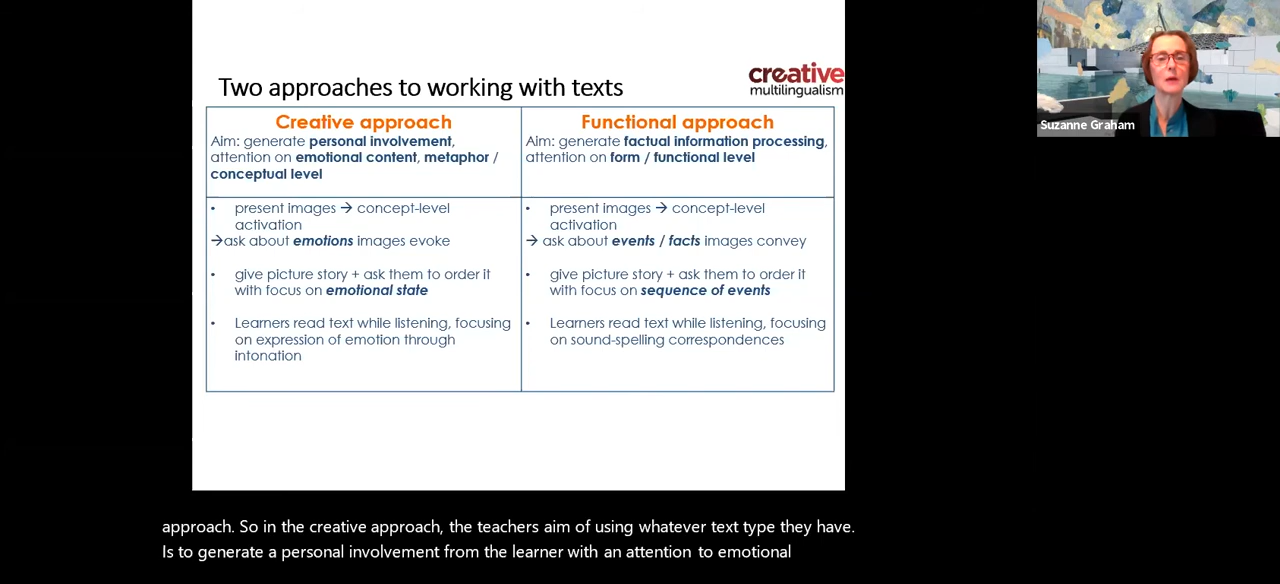 Two approaches to working with texts
creative
multilingualism
Creative approach
Aim: generate personal involvement,
attention on emotional content, metaphor /
conceptual level
Functional approach
Aim: generate factual information processing,
attention on form / functional level
• present images → concept-level
activation
→ask about emotions images evoke
• give picture story + ask them to order it
with focus on emotional state
• Learners read text while listening, focusing
on expression of emotion through
intonation
• present images → concept-level
activation
→ ask about events / facts images convey
• give picture story + ask them to order it
with focus on sequence of events
• Learners read text while listening, focusing
on sound-spelling correspondences
Suzanne Graham
approach. So in the creative approach, the teachers aim of using whatever text type they have.
Is to generate a personal involvement from the learner with an attention to emotional